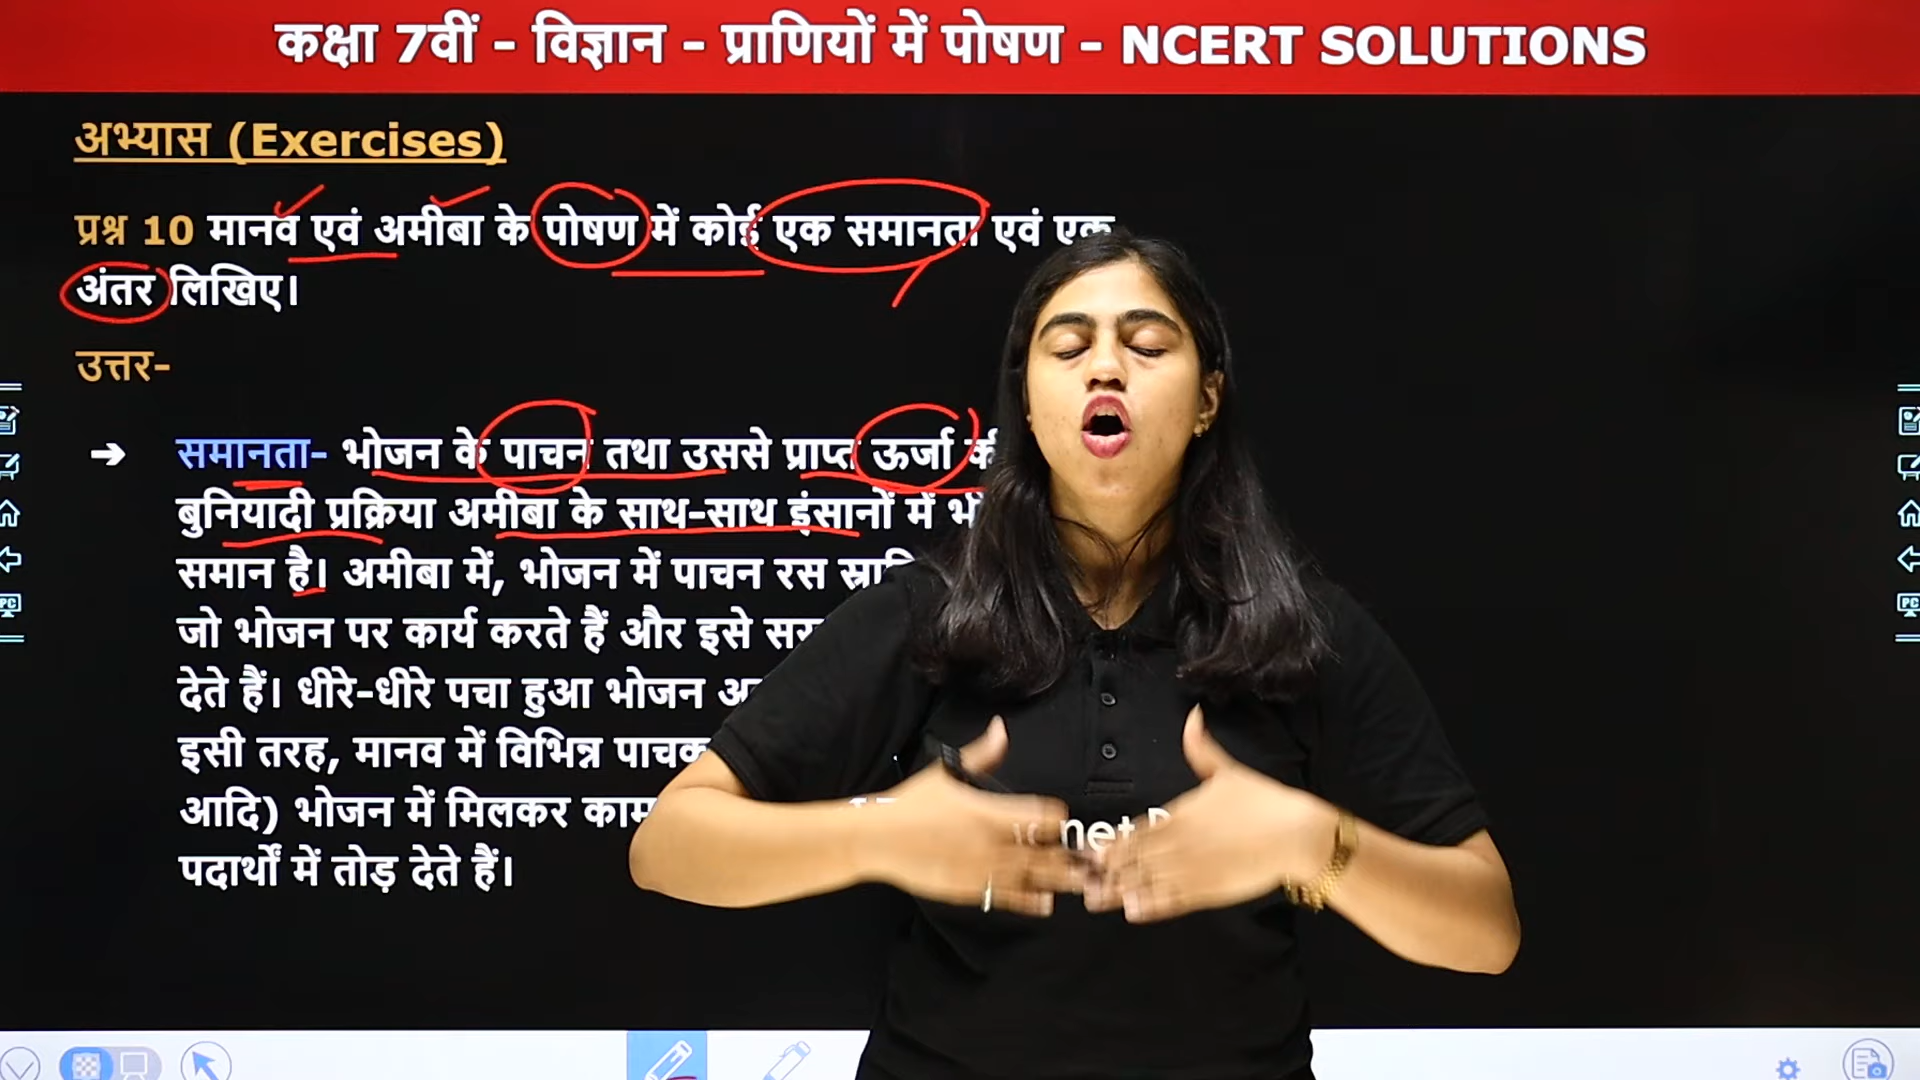 कक्षा 7वीं - विज्ञान - प्राणियों में पोषण - NCERT SOLUTIONS
अभ्यास (Exercises)
प्रश्न 10 मानव एवं अमीबा के पोषण में कोई एक समानता एवं एक
अंतर लिखिए।
उत्तर-
➔ समानता- भोजन के पाचन तथा उससे प्राप्त ऊर्जा
बुनियादी प्रक्रिया अमीबा के साथ-साथ इंसानों में
समान है। अमीबा में, भोजन में पाचन रस
जो भोजन पर कार्य करते हैं और इसे
देते हैं। धीरे-धीरे पचा हुआ भोजन
इसी तरह, मानव में विभिन्न
आदि) भोजन में मिलकर
पदार्थों में तोड़ देते हैं।
PC
PC